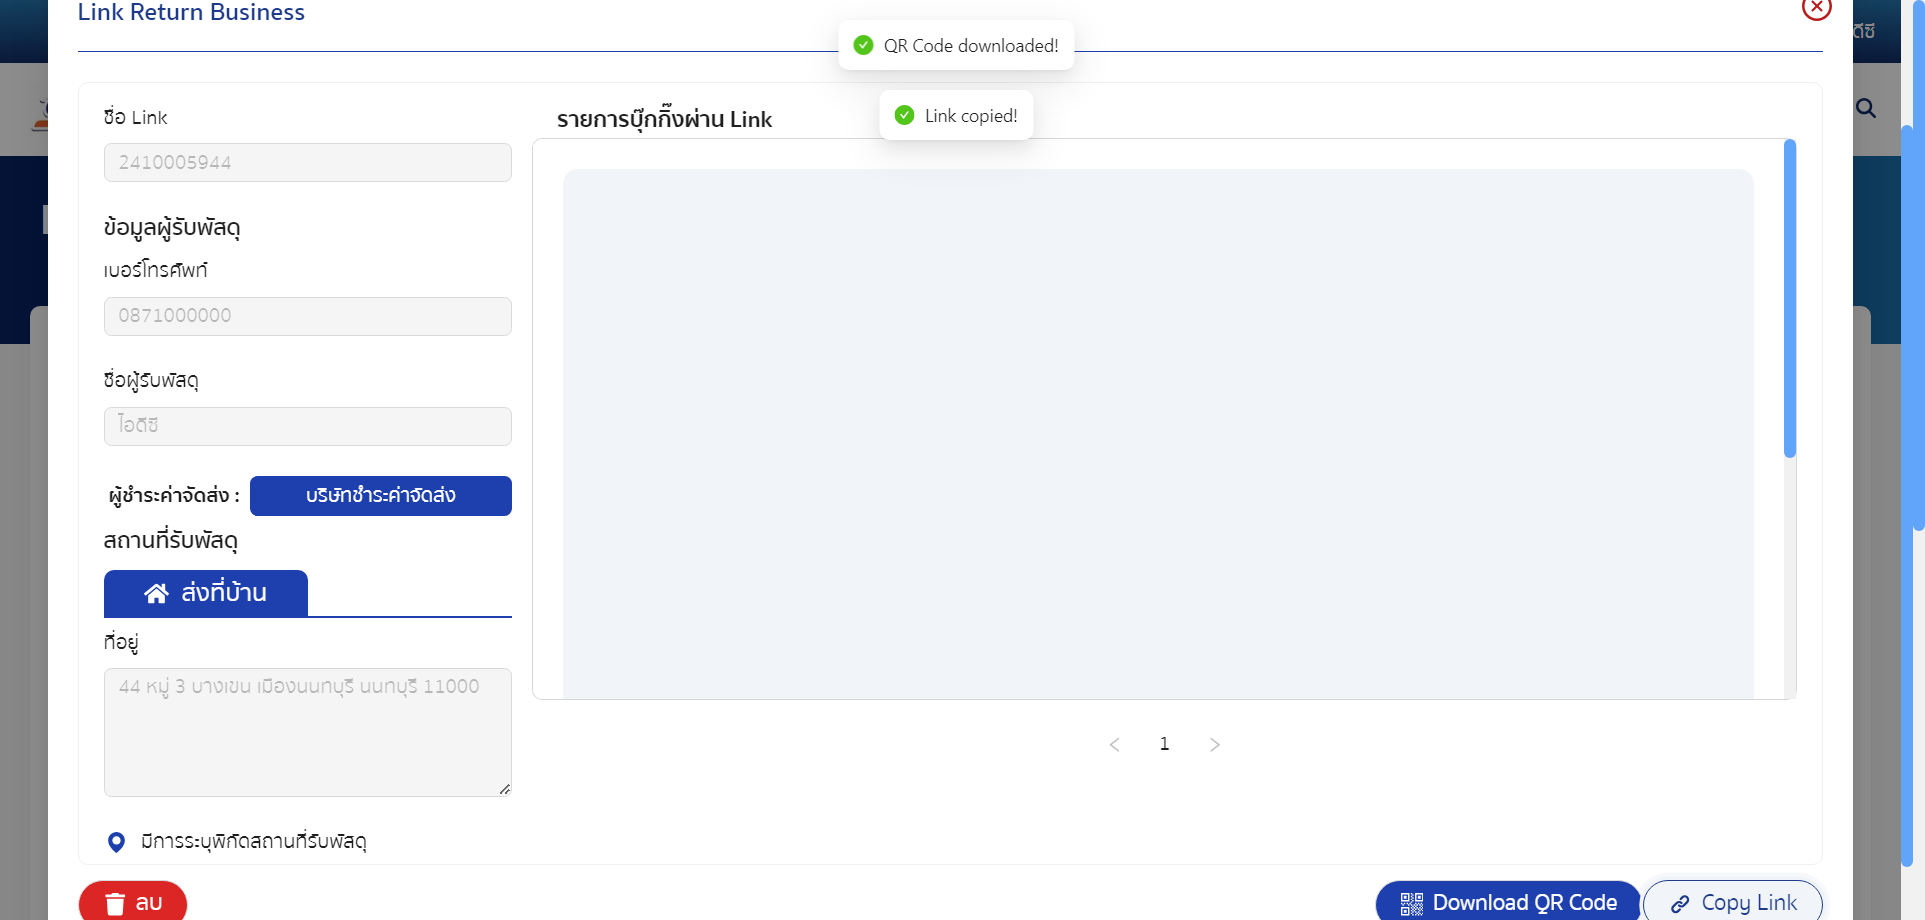 Link Return Business
QR Code downloaded!
Link copied!
ดีซี
ชื่อ Link
2410005944
ข้อมูลผู้รับพัสดุ
เบอร์โทรศัพท์
0871000000
ชื่อผู้รับพัสดุ
ไอดีซี
ผู้ชำระค่าจัดส่ง :
บริษัทชำระค่าจัดส่ง
สถานที่รับพัสดุ
ส่งที่บ้าน
ที่อยู่
44 หมู่ 3 บางเขน เมืองนนทบุรี นนทบุรี 11000
มีการระบุพิกัดสถานที่รับพัสดุ
รายการบุ๊กกิ๊งผ่าน Link
1
ลบ
Download QR Code
Copy Link